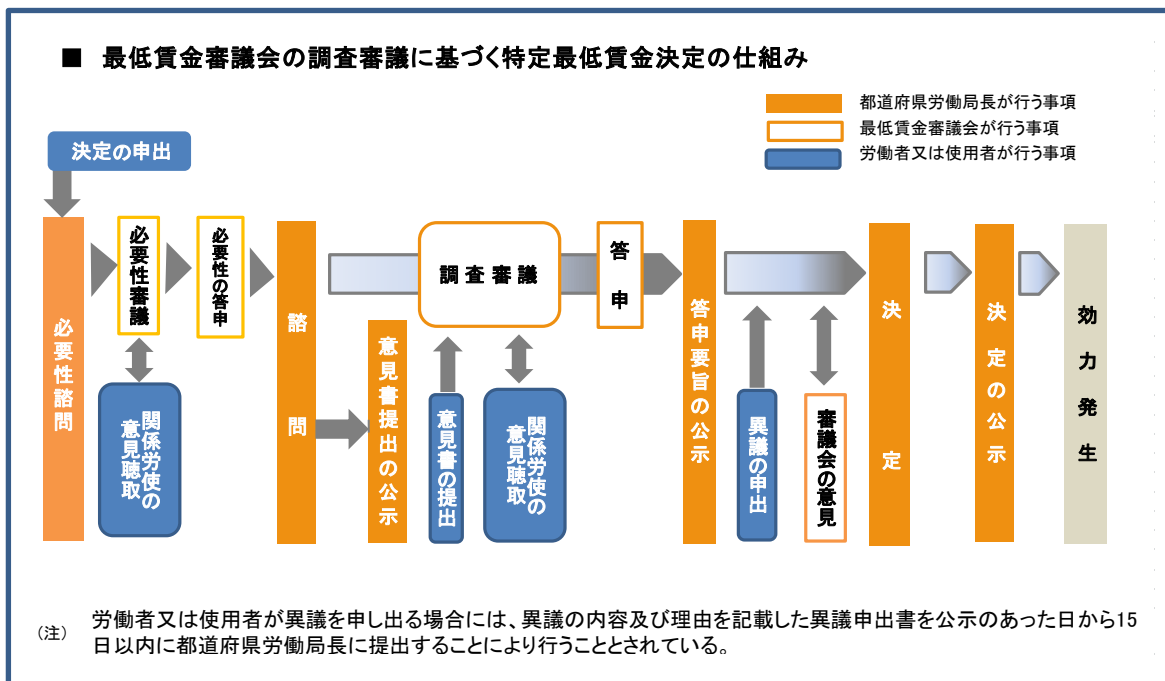 ■ 最低賃金審議会の調査審議に基づく特定最低賃金決定の仕組み
都道府県労働局長が行う事項
最低賃金審議会が行う事項
労働者又は使用者が行う事項
決定の申出
必要性諮問
必要性審議
関係労使の
意見聴取
必要性の答申
諮問
意見書提出の公示
調査審議
意見書の提出
関係労使の
意見聴取
答申
答申要旨の公示
異議の申出
審議会の意見
決定
決定の公示
効力発生
(注) 労働者又は使用者が異議を申し出る場合には、異議の内容及び理由を記載した異議申出書を公示のあった日から15
日以内に都道府県労働局長に提出することにより行うこととされている。